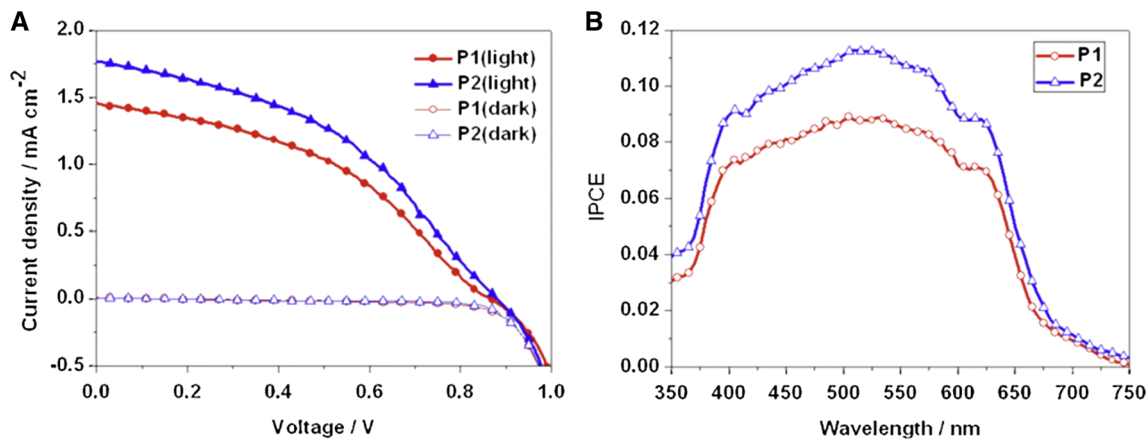 A
2.0
1.5
1.0
0.5
0.0
-0.5
Current density / mA cm-2
0.0
0.2
0.4
0.6
0.8
1.0
Voltage / V
P1(light)
P2(light)
P1(dark)
P2(dark)
B
0.12
0.10
0.08
0.06
0.04
0.02
0.00
IPCE
350
400
450
500
550
600
650
700
750
Wavelength / nm
P1
P2